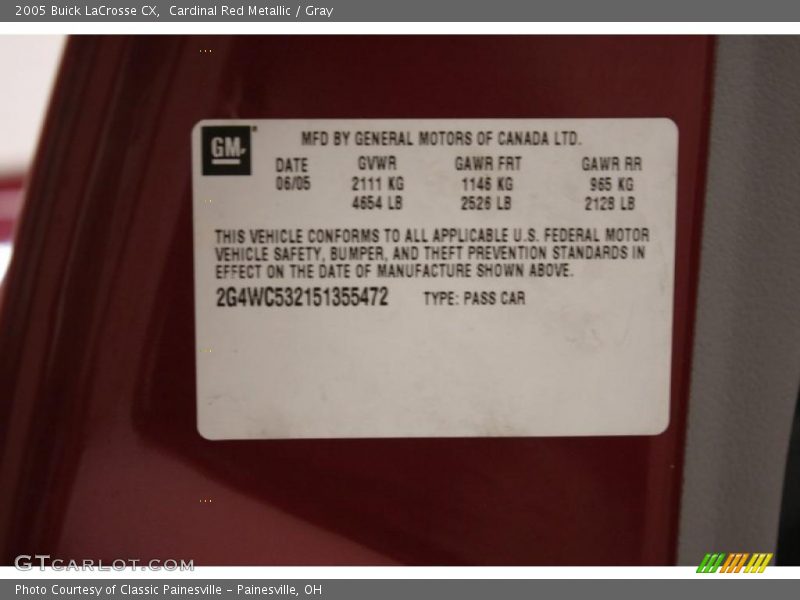 2005 Buick LaCrosse CX, Cardinal Red Metallic / Gray
GM
MFD BY GENERAL MOTORS OF CANADA LTD.
DATE GVWR GAWR FRT GAWR RR
06/05 2111 KG 1146 KG 965 KG
4654 LB 2526 LB 2128 LB
THIS VEHICLE CONFORMS TO ALL APPLICABLE U.S. FEDERAL MOTOR
VEHICLE SAFETY, BUMPER, AND THEFT PREVENTION STANDARDS IN
EFFECT ON THE DATE OF MANUFACTURE SHOWN ABOVE.
2G4WC532151355472 TYPE: PASS CAR
GTCARLOT.COM
Photo Courtesy of Classic Painesville - Painesville, OH